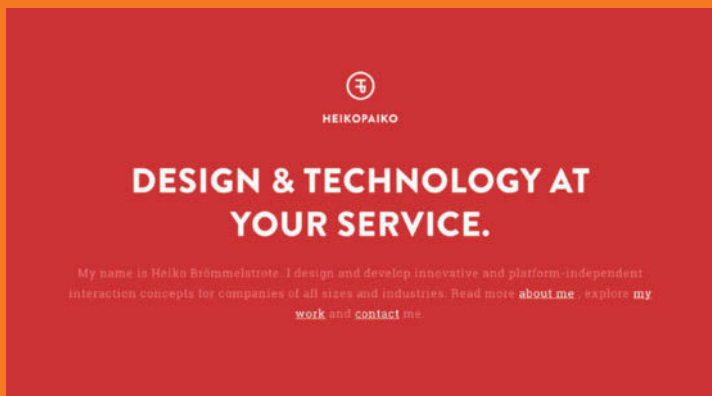 HEIKOPAIKO
DESIGN & TECHNOLOGY AT
YOUR SERVICE.
My name is Heiko Brömmelstrote. I design and develop innovative and platform-independent
interaction concepts for companies of all sizes and industries. Read more about me , explore my
work and contact me.